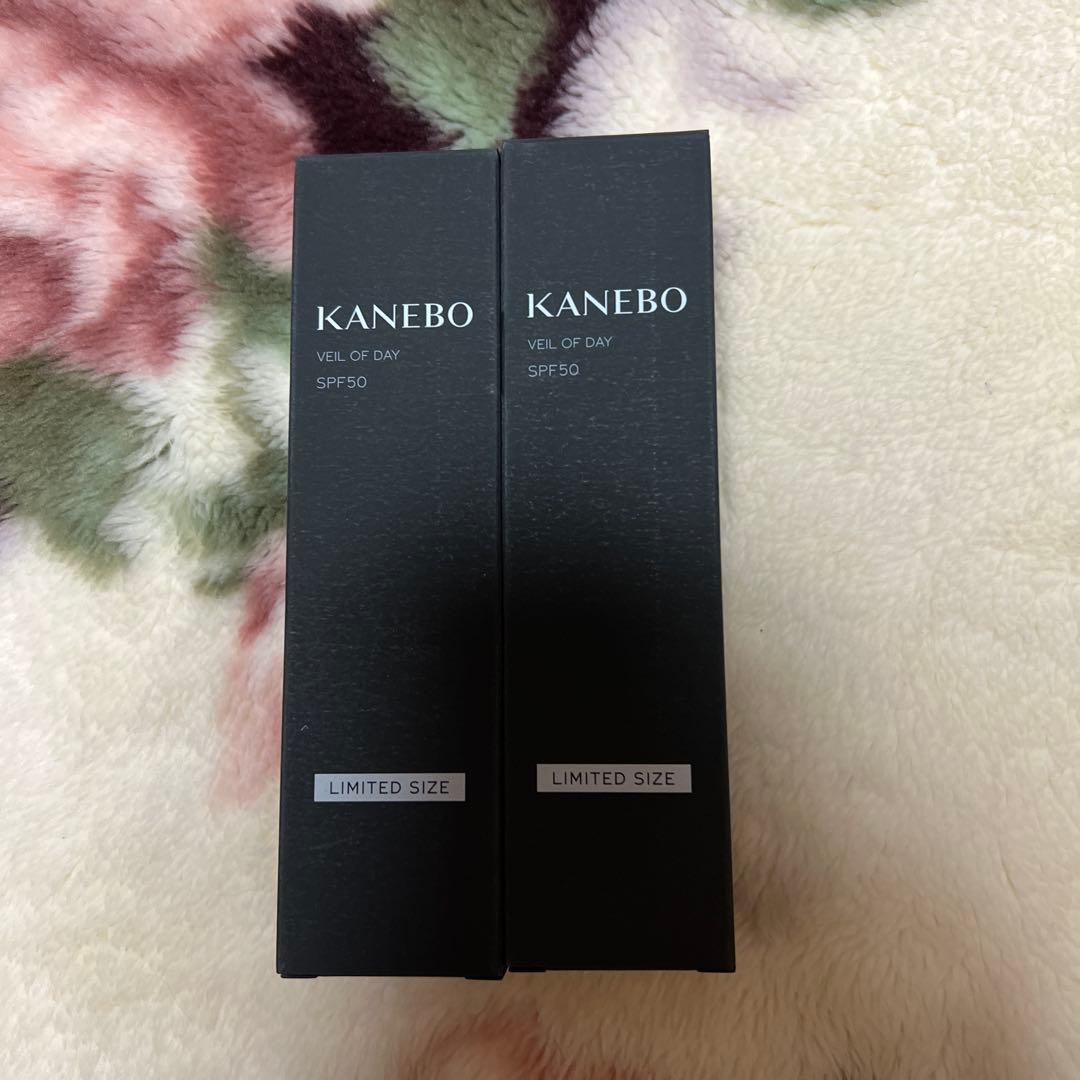 KANEBO
VEIL OF DAY
SPF50
LIMITED SIZE
KANEBO
VEIL OF DAY
SPF50
LIMITED SIZE